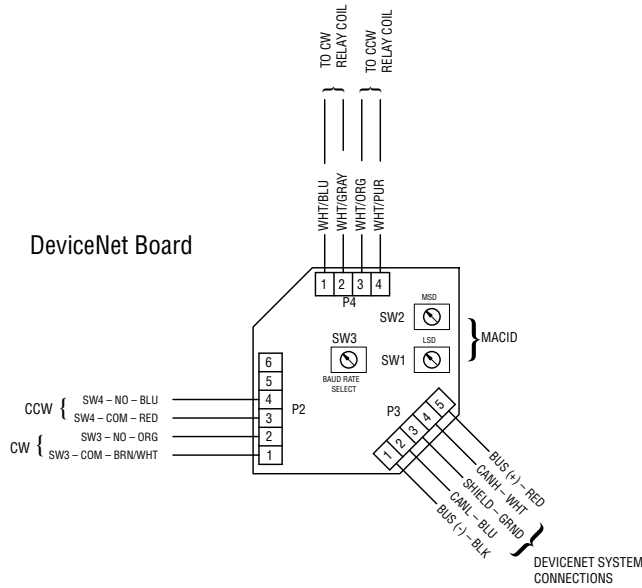 TO CW
RELAY COIL
TO CCW
RELAY COIL
WHT/BLU
WHT/GRAY
WHT/ORG
WHT/PUR
DeviceNet Board
1 2 3 4
P4
MSD
SW2
LSD
SW1
MACID
SW3
BAUD RATE
SELECT
6
5
4
3
2
1
P2
CCW {
SW4 – NO – BLU
SW4 – COM – RED
CW {
SW3 – NO – ORG
SW3 – COM – BRN/WHT
P3
1 2 3 4 5
BUS (+) – RED
CANH – WHT
SHIELD – GRND
CANL – BLU
BUS (-) – BLK
DEVICENET SYSTEM
CONNECTIONS